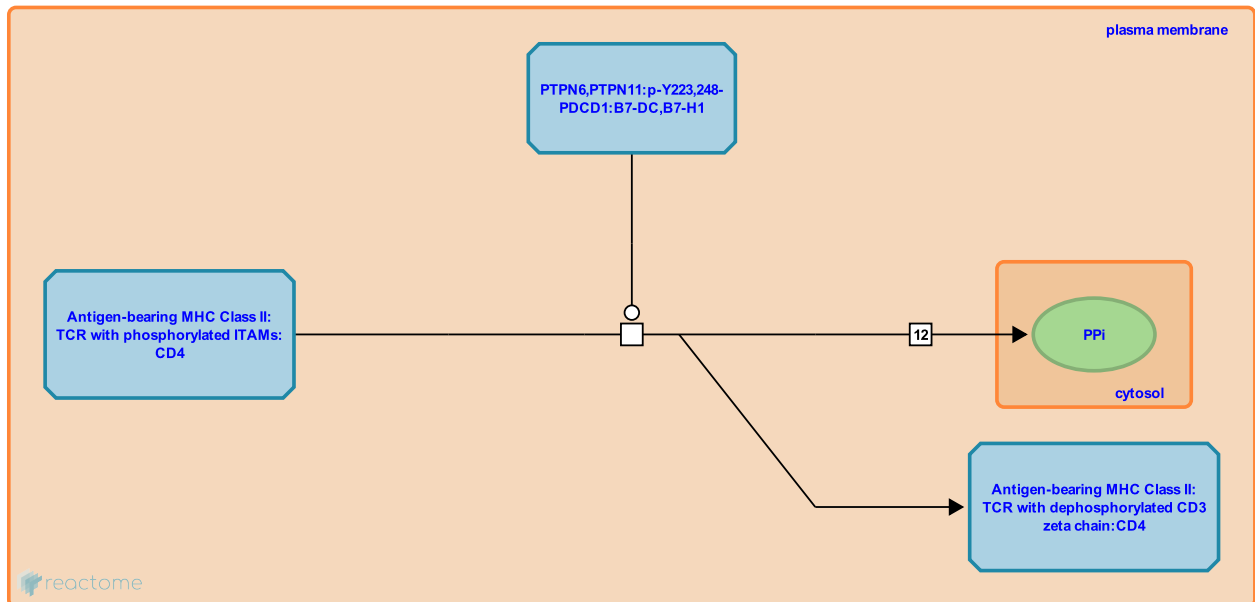 plasma membrane
PTPN6,PTPN11:p-Y223,248-
PDCD1:B7-DC,B7-H1
Antigen-bearing MHC Class II:
TCR with phosphorylated ITAMs:
CD4
12
PPi
cytosol
Antigen-bearing MHC Class II:
TCR with dephosphorylated CD3
zeta chain:CD4
reactome